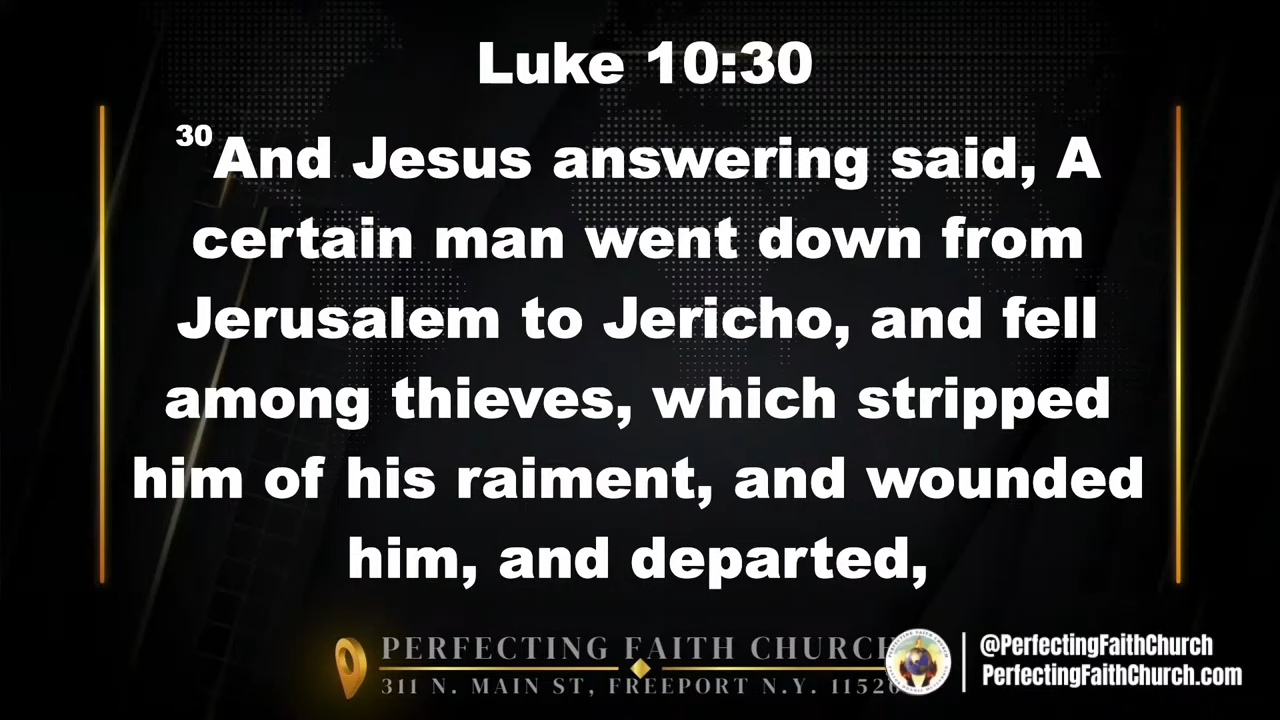 Luke 10:30
30 And Jesus answering said, A
certain man went down from
Jerusalem to Jericho, and fell
among thieves, which stripped
him of his raiment, and wounded
him, and departed,
PERFECTING FAITH CHURCH
311 N. MAIN ST, FREEPORT N.Y. 11520
@PerfectingFaithChurch
PerfectingFaithChurch.com